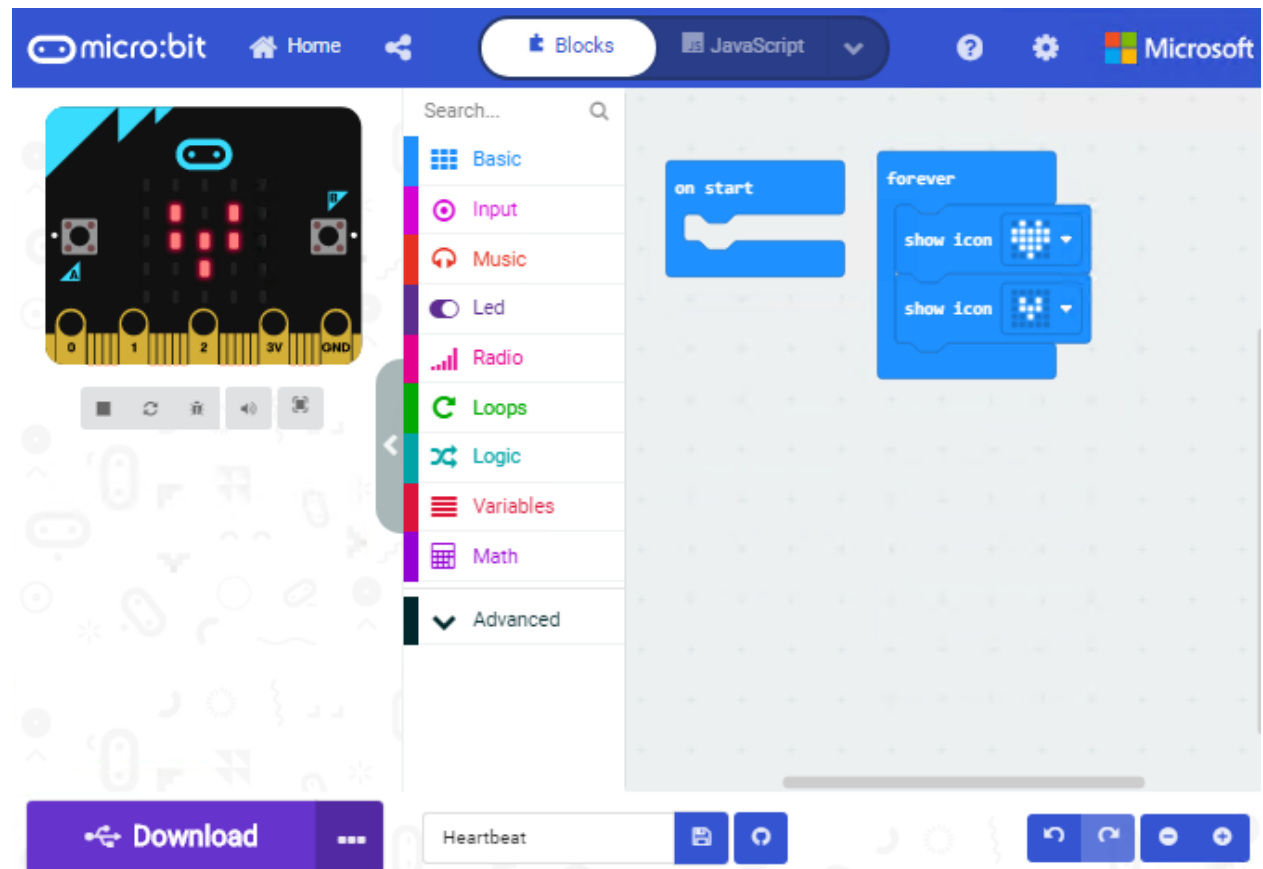 micro:bit Home Blocks JS JavaScript ? Microsoft
B
A
0 1 2 3V GND
Search...
Basic
Input
Music
Led
Radio
Loops
Logic
Variables
Math
Advanced
on start
forever
show icon
show icon
Download ...
Heartbeat